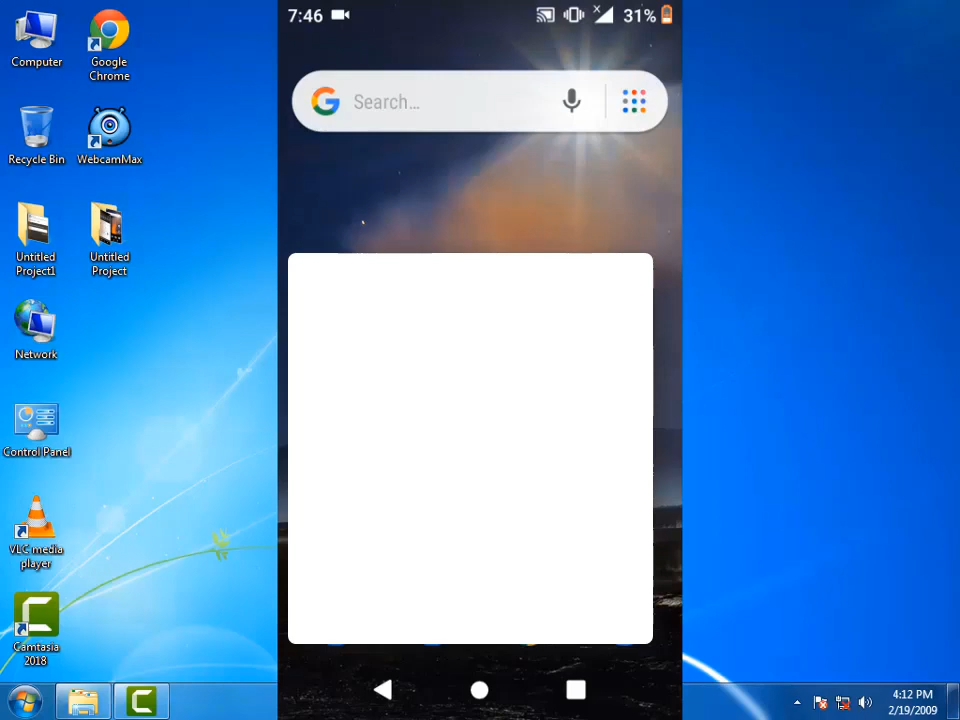 7:46
31%
Search…
Computer
Google
Chrome
Recycle Bin
WebcamMax
Untitled
Project1
Untitled
Project
Network
Control Panel
VLC media
player
Camtasia
2018
4:12 PM
2/19/2009